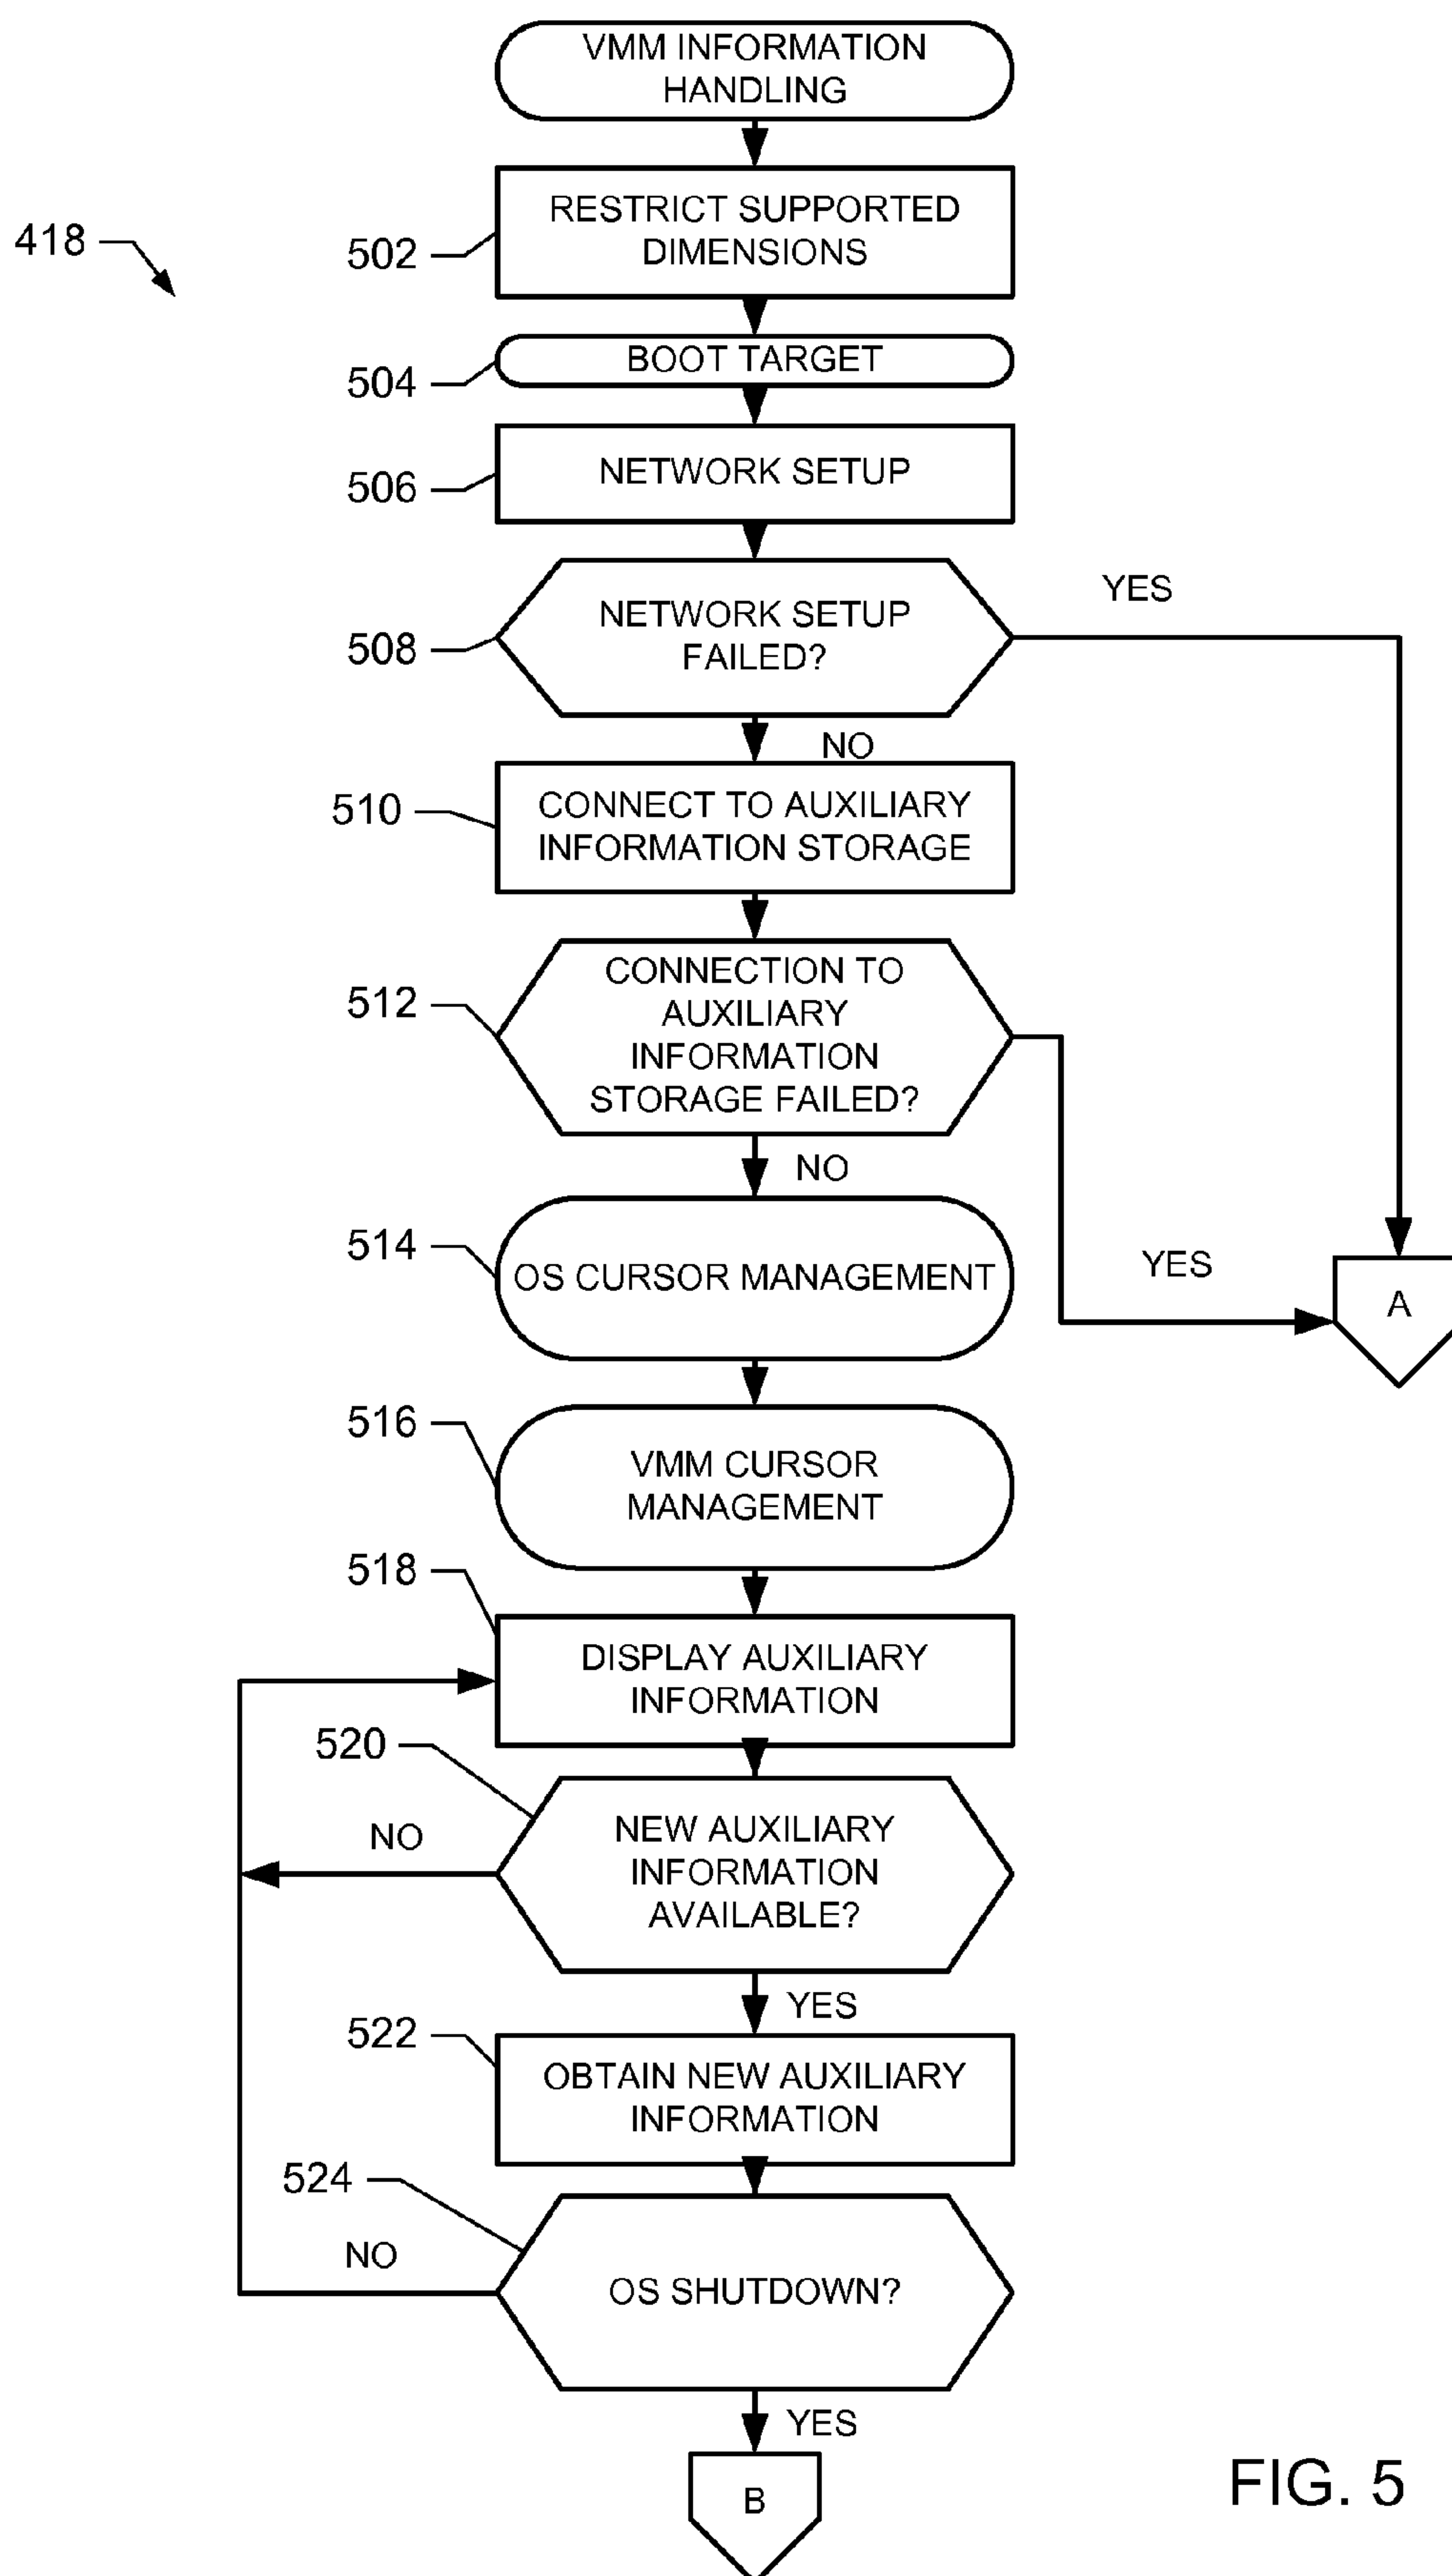 VMM INFORMATION
HANDLING
418
502
RESTRICT SUPPORTED
DIMENSIONS
504
BOOT TARGET
506
NETWORK SETUP
508
NETWORK SETUP
FAILED?
YES
NO
510
CONNECT TO AUXILIARY
INFORMATION STORAGE
512
CONNECTION TO
AUXILIARY
INFORMATION
STORAGE FAILED?
NO
514
OS CURSOR MANAGEMENT
YES
A
516
VMM CURSOR
MANAGEMENT
518
DISPLAY AUXILIARY
INFORMATION
520
NO
NEW AUXILIARY
INFORMATION
AVAILABLE?
YES
522
OBTAIN NEW AUXILIARY
INFORMATION
524
NO
OS SHUTDOWN?
YES
B
FIG. 5